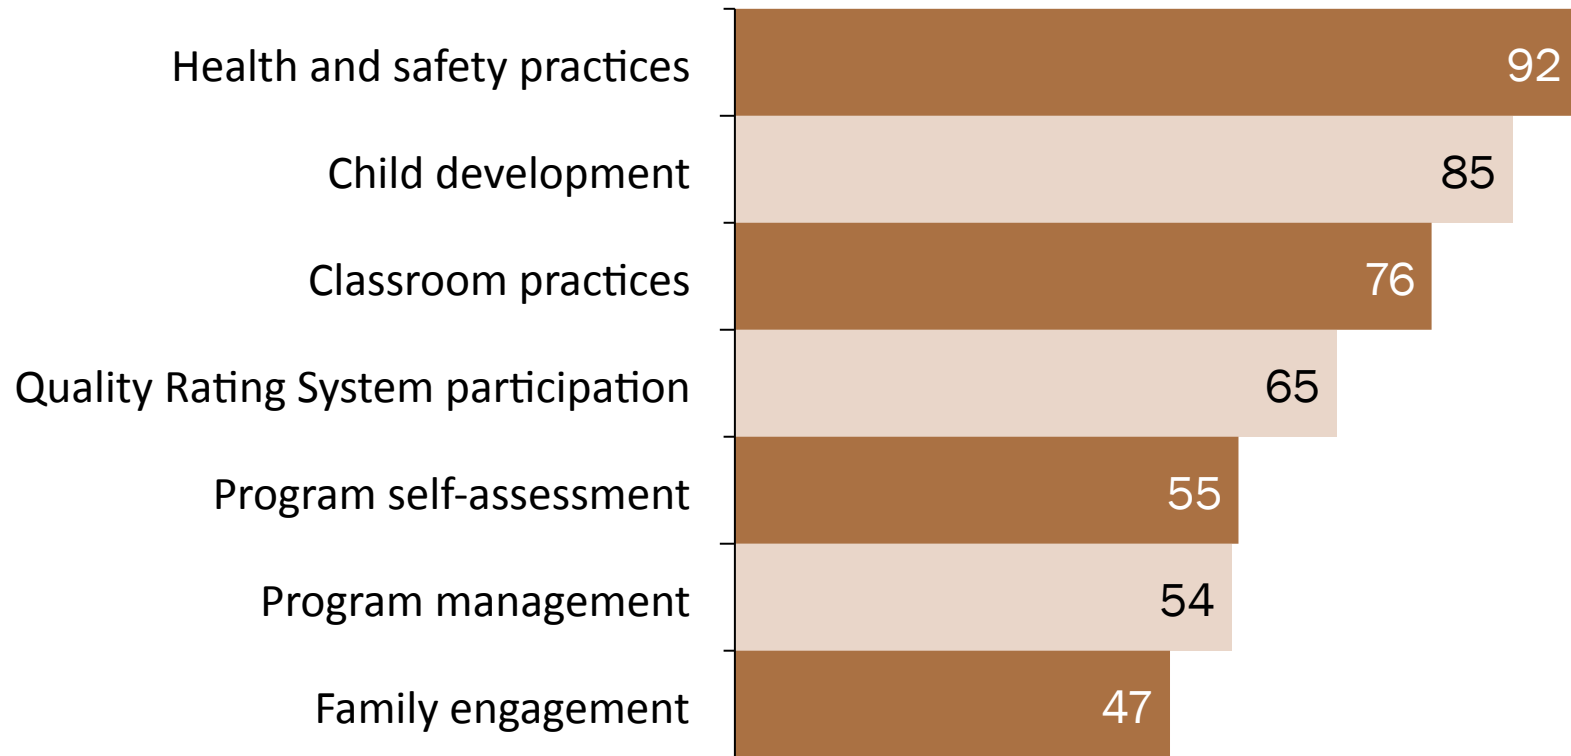 Health and safety practices 92
Child development 85
Classroom practices 76
Quality Rating System participation 65
Program self-assessment 55
Program management 54
Family engagement 47